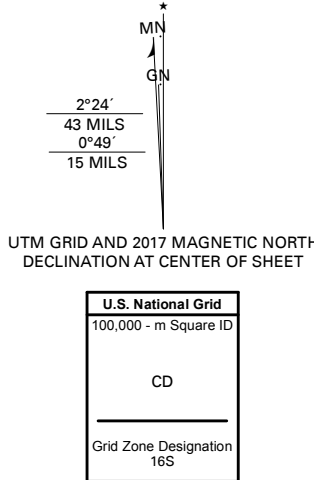 MN
GN
2°24´
43 MILS
0°49´
15 MILS
UTM GRID AND 2017 MAGNETIC NORTH
DECLINATION AT CENTER OF SHEET
U.S. National Grid
100,000 - m Square ID
CD
Grid Zone Designation
16S